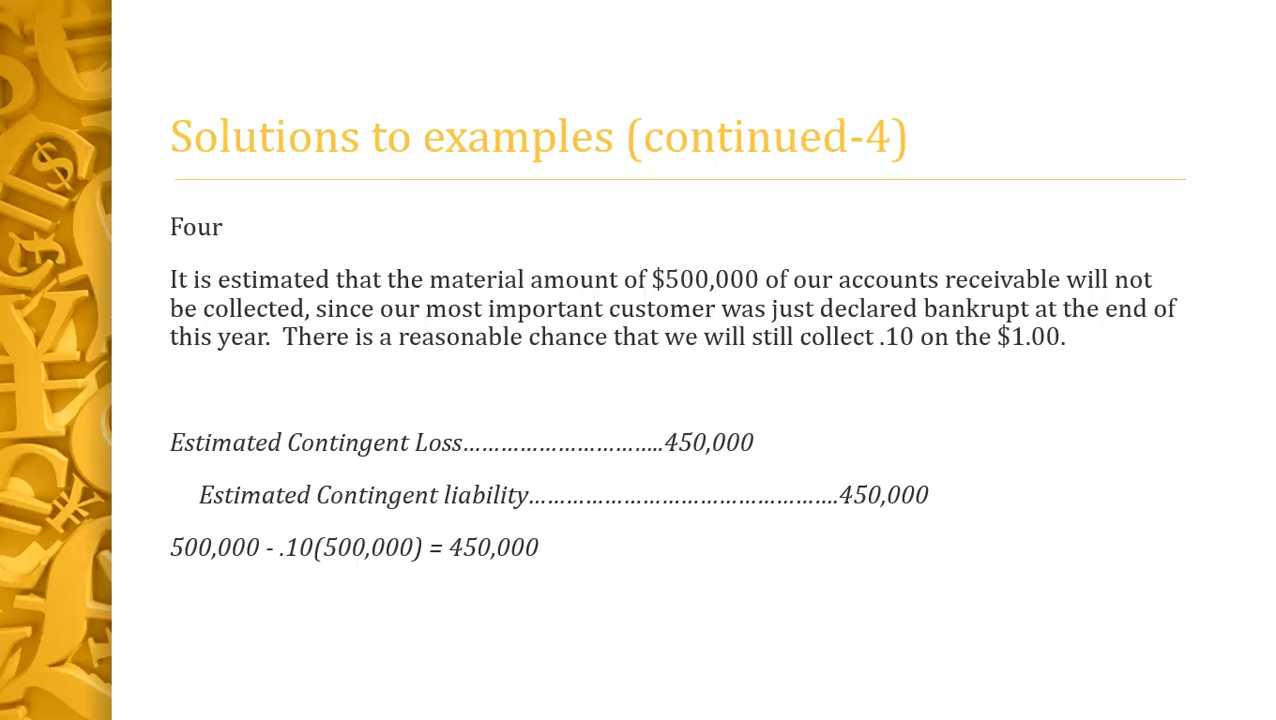 Solutions to examples (continued-4)
Four
It is estimated that the material amount of $500,000 of our accounts receivable will not
be collected, since our most important customer was just declared bankrupt at the end of
this year.  There is a reasonable chance that we will still collect .10 on the $1.00.
Estimated Contingent Loss…………………………..450,000
Estimated Contingent liability………………………………………….450,000
500,000 - .10(500,000) = 450,000